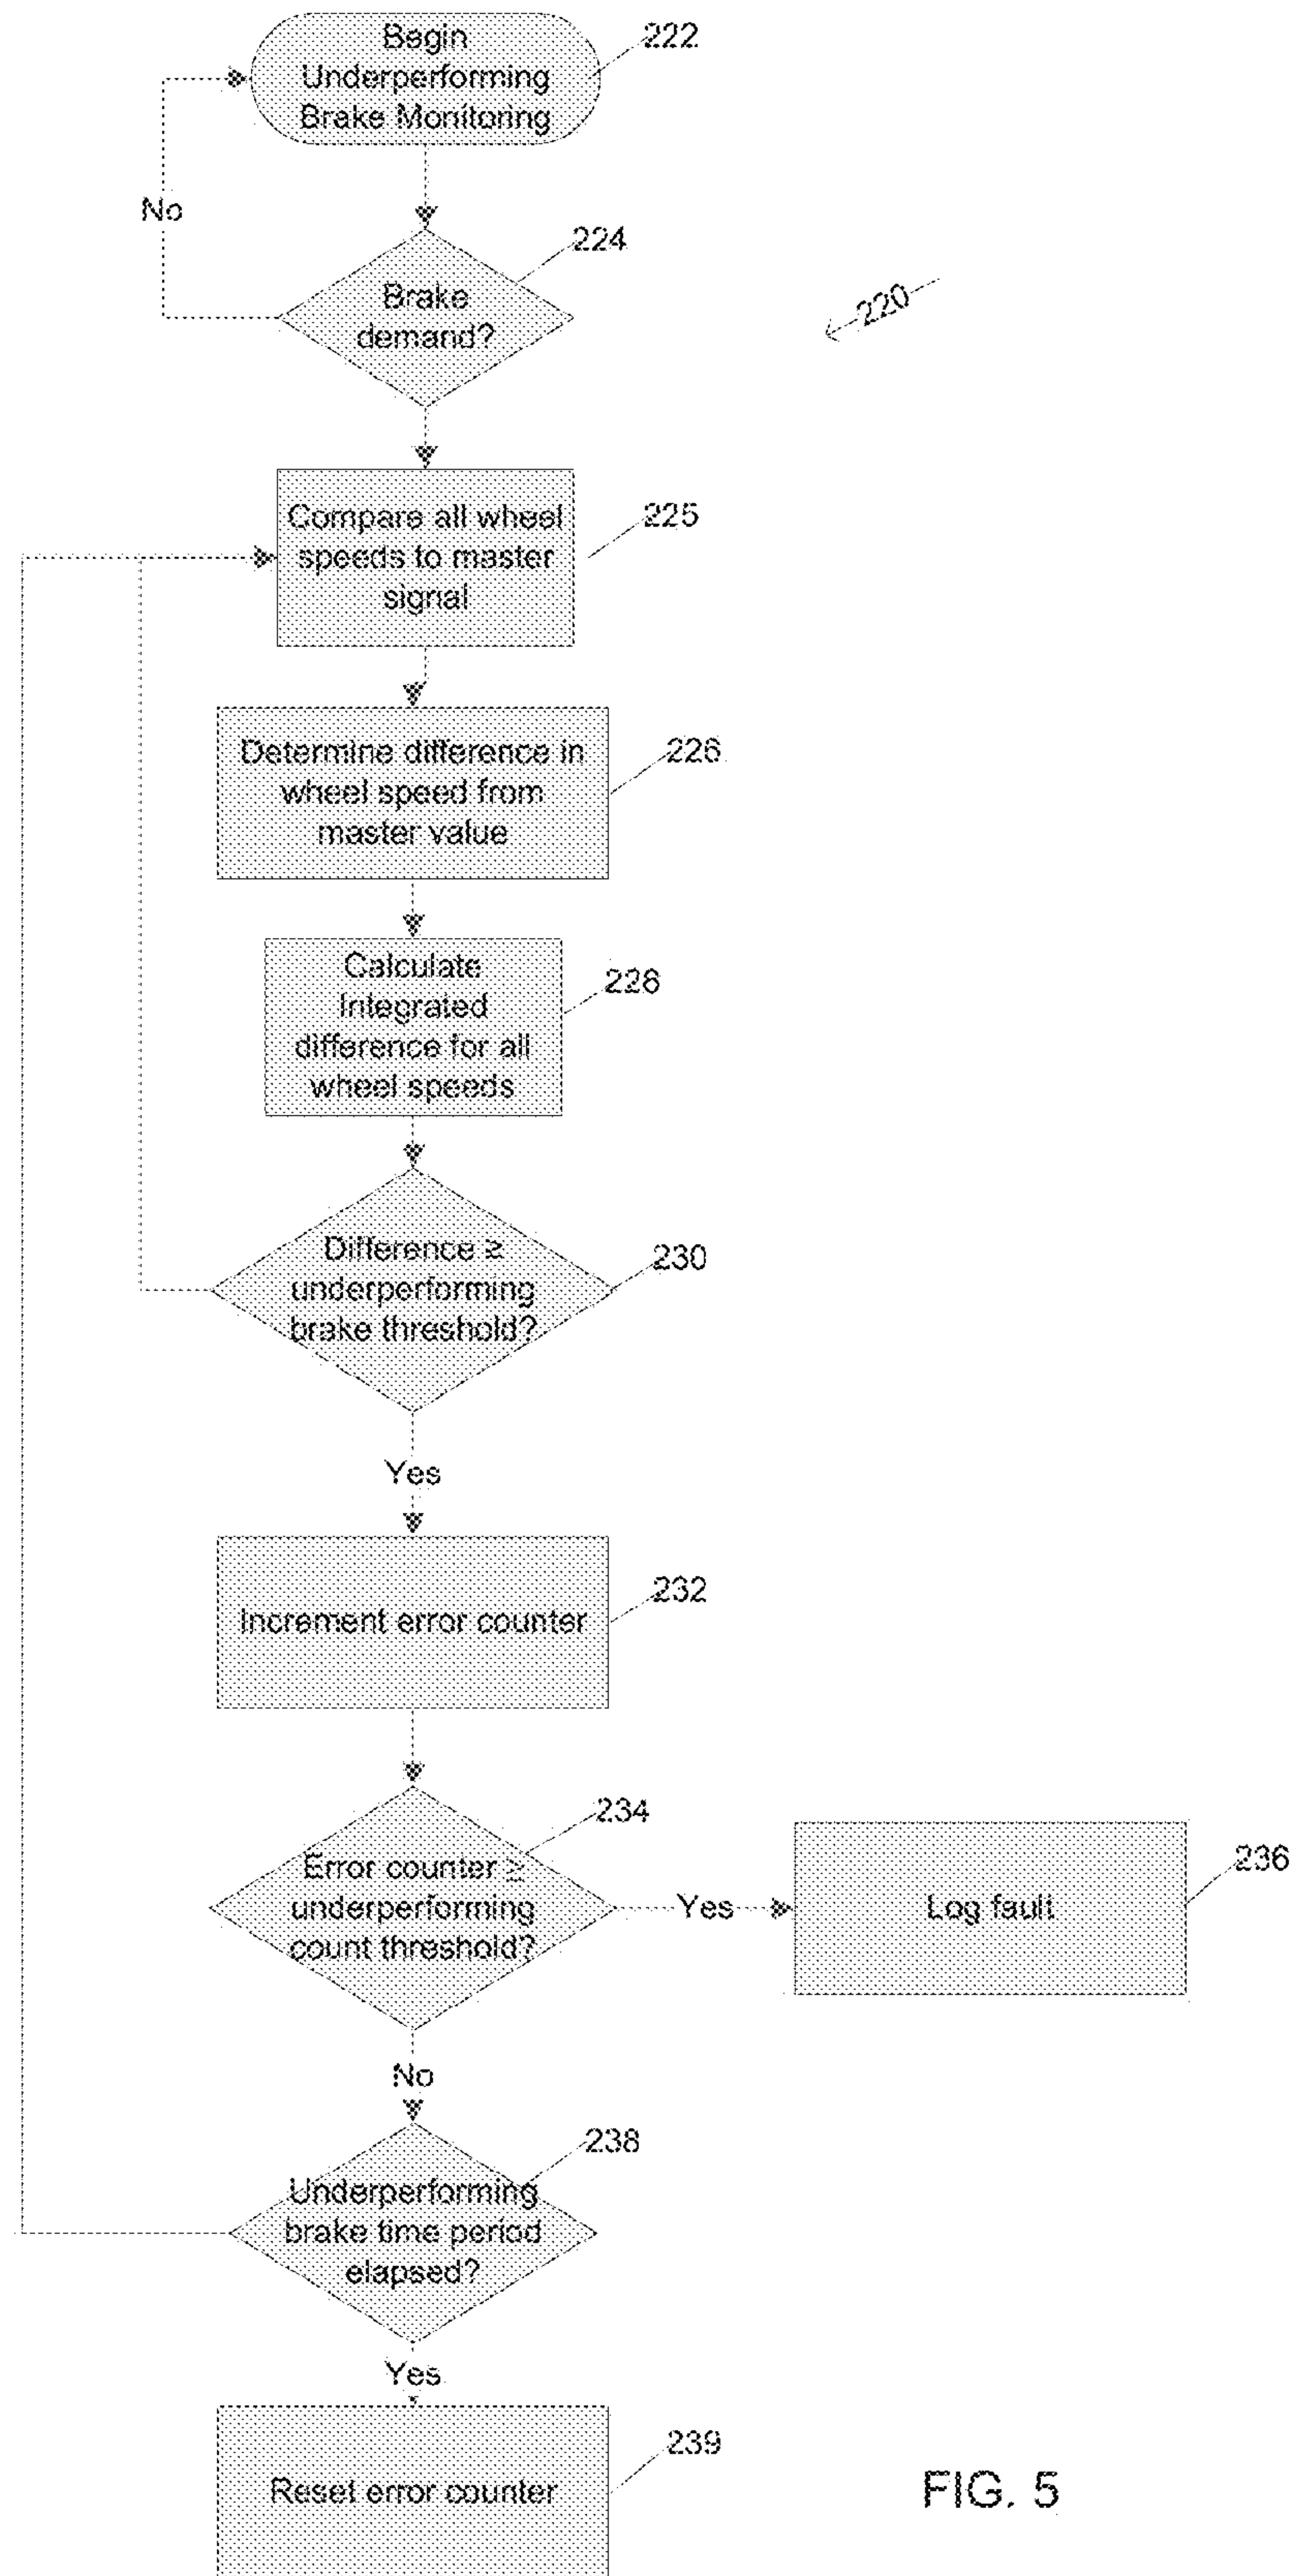 Begin
Underperforming
Brake Monitoring
222
No
224
Brake
demand?
220
Compare all wheel
speeds to master
signal
225
Determine difference in
wheel speed from
master value
226
Calculate
Integrated
difference for all
wheel speeds
228
Difference ≥
underperforming
brake threshold?
230
Yes
Increment error counter
232
234
Error counter ≥
underperforming
count threshold?
Yes
Log fault
236
No
238
Underperforming
brake time period
elapsed?
Yes
Reset error counter
239
FIG. 5